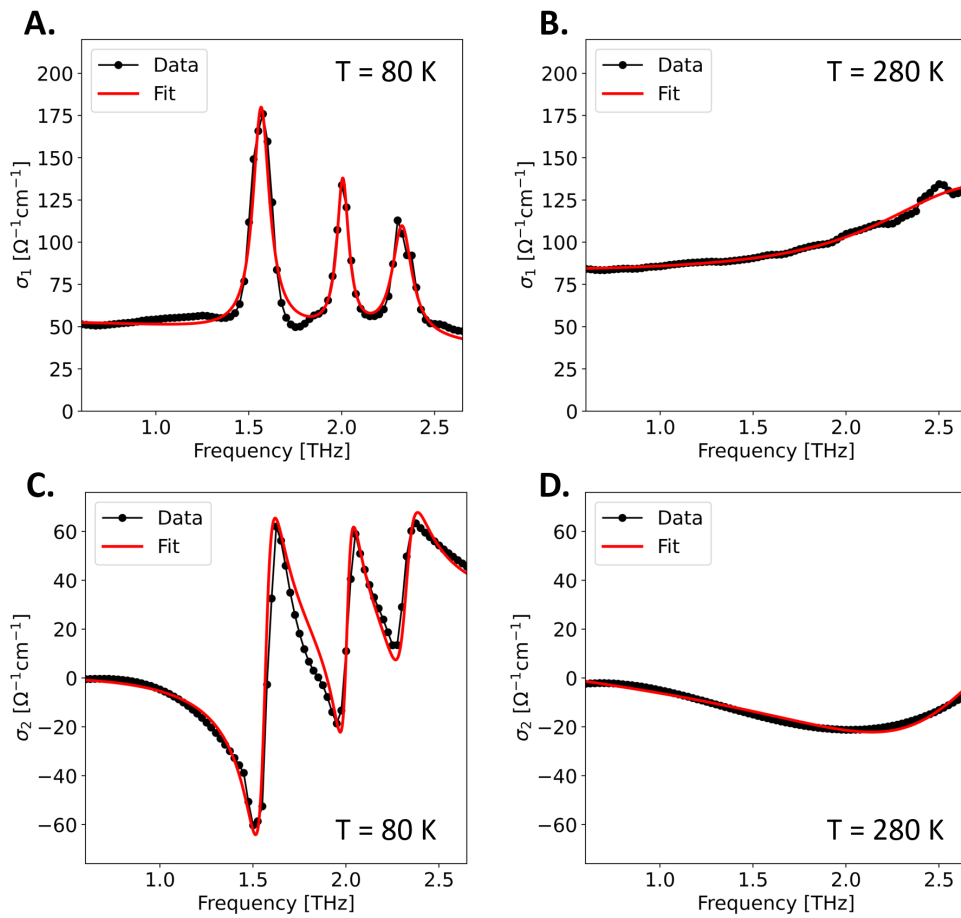 A.
T = 80 K
Data
Fit
σ₁ [Ω⁻¹cm⁻¹]
200
175
150
125
100
75
50
25
0
1.0 1.5 2.0 2.5
Frequency [THz]
B.
T = 280 K
Data
Fit
σ₁ [Ω⁻¹cm⁻¹]
200
175
150
125
100
75
50
25
0
1.0 1.5 2.0 2.5
Frequency [THz]
C.
Data
Fit
σ₂ [Ω⁻¹cm⁻¹]
60
40
20
0
−20
−40
−60
T = 80 K
1.0 1.5 2.0 2.5
Frequency [THz]
D.
Data
Fit
σ₂ [Ω⁻¹cm⁻¹]
60
40
20
0
−20
−40
−60
T = 280 K
1.0 1.5 2.0 2.5
Frequency [THz]